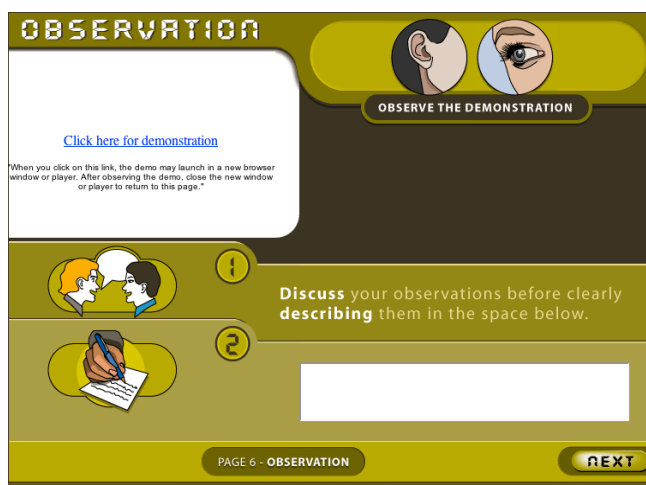 OBSERVATION
OBSERVE THE DEMONSTRATION
Click here for demonstration
"When you click on this link, the demo may launch in a new browser
window or player. After observing the demo, close the new window
or player to return to this page."
1
Discuss your observations before clearly
describing them in the space below.
2
PAGE 6 - OBSERVATION
NEXT